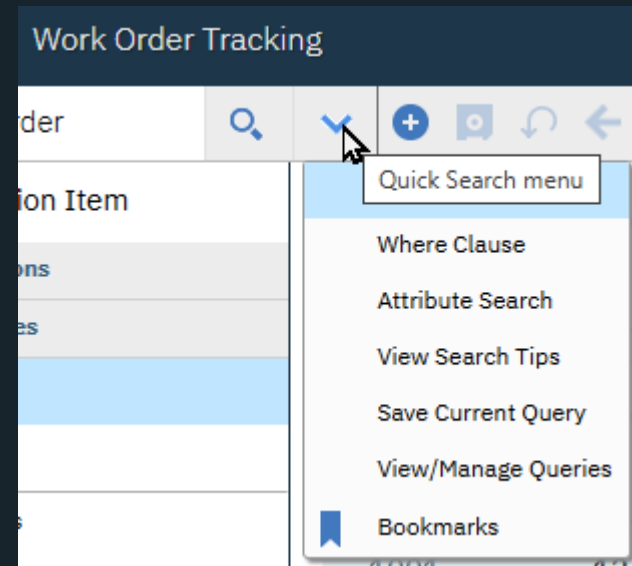 Work Order Tracking
der
Quick Search menu
ion Item
Where Clause
ons
Attribute Search
es
View Search Tips
Save Current Query
View/Manage Queries
s
Bookmarks